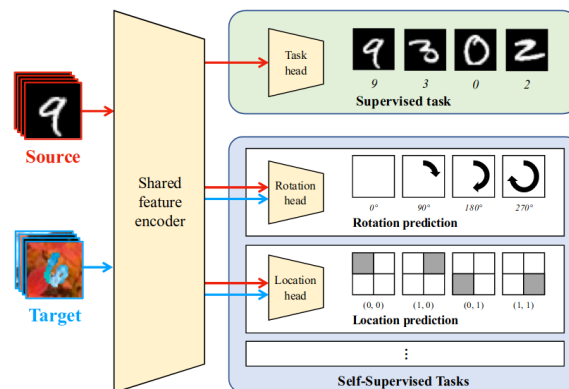 Task
head
9 3 0 2
Supervised task
Source
Shared
feature
encoder
Rotation
head
0° 90° 180° 270°
Rotation prediction
Target
Location
head
(0, 0) (1, 0) (0, 1) (1, 1)
Location prediction
⋮
Self-Supervised Tasks